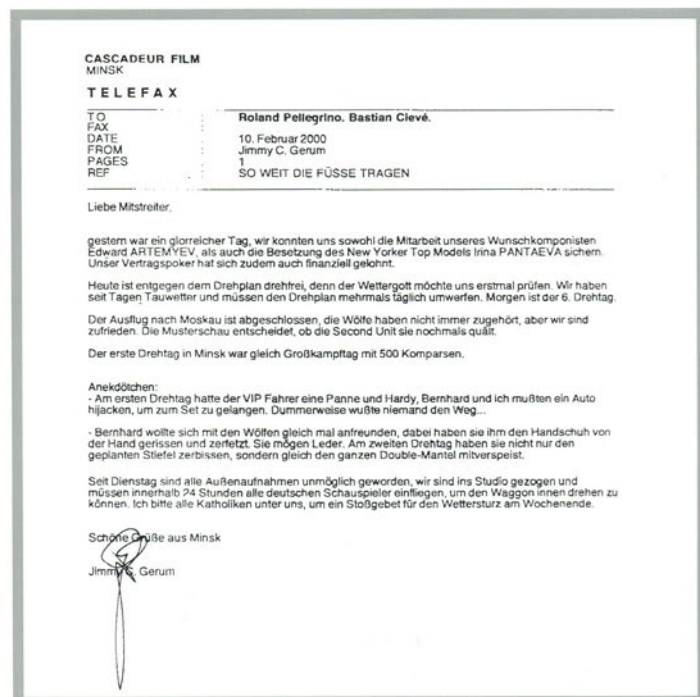 CASCADEUR FILM
MINSK
TELEFAX
TO : Roland Pellegrino. Bastian Clevé.
FAX :
DATE : 10. Februar 2000
FROM : Jimmy C. Gerum
PAGES : 1
REF : SO WEIT DIE FÜSSE TRAGEN
Liebe Mitstreiter,
gestern war ein glorreicher Tag, wir konnten uns sowohl die Mitarbeit unseres Wunschkomponisten
Edward ARTEMYEV, als auch die Besetzung des New Yorker Top Models Irina PANTAEVA sichern.
Unser Vertragspoker hat sich zudem auch finanziell gelohnt.
Heute ist entgegen dem Drehplan drehfrei, denn der Wettergott möchte uns erstmal prüfen. Wir haben
seit Tagen Tauwetter und müssen den Drehplan mehrmals täglich umwerfen. Morgen ist der 6. Drehtag.
Der Ausflug nach Moskau ist abgeschlossen, die Wölfe haben nicht immer zugehört, aber wir sind
zufrieden. Die Musterschau entscheidet, ob die Second Unit sie nochmals quält.
Der erste Drehtag in Minsk war gleich Großkampftag mit 500 Komparsen.
Anekdötchen:
- Am ersten Drehtag hatte der VIP Fahrer eine Panne und Hardy, Bernhard und ich mußten ein Auto
hijacken, um zum Set zu gelangen. Dummerweise wußte niemand den Weg...
- Bernhard wollte sich mit den Wölfen gleich mal anfreunden, dabei haben sie ihm den Handschuh von
der Hand gerissen und zerfetzt. Sie mögen Leder. Am zweiten Drehtag haben sie nicht nur den
geplanten Stiefel zerbissen, sondern gleich den ganzen Double-Mantel mitverspeist.
Seit Dienstag sind alle Außenaufnahmen unmöglich geworden, wir sind ins Studio gezogen und
müssen innerhalb 24 Stunden alle deutschen Schauspieler einfliegen, um den Waggon innen drehen zu
können. Ich bitte alle Katholiken unter uns, um ein Stoßgebet für den Wettersturz am Wochenende.
Schöne Grüße aus Minsk
Jimmy C. Gerum